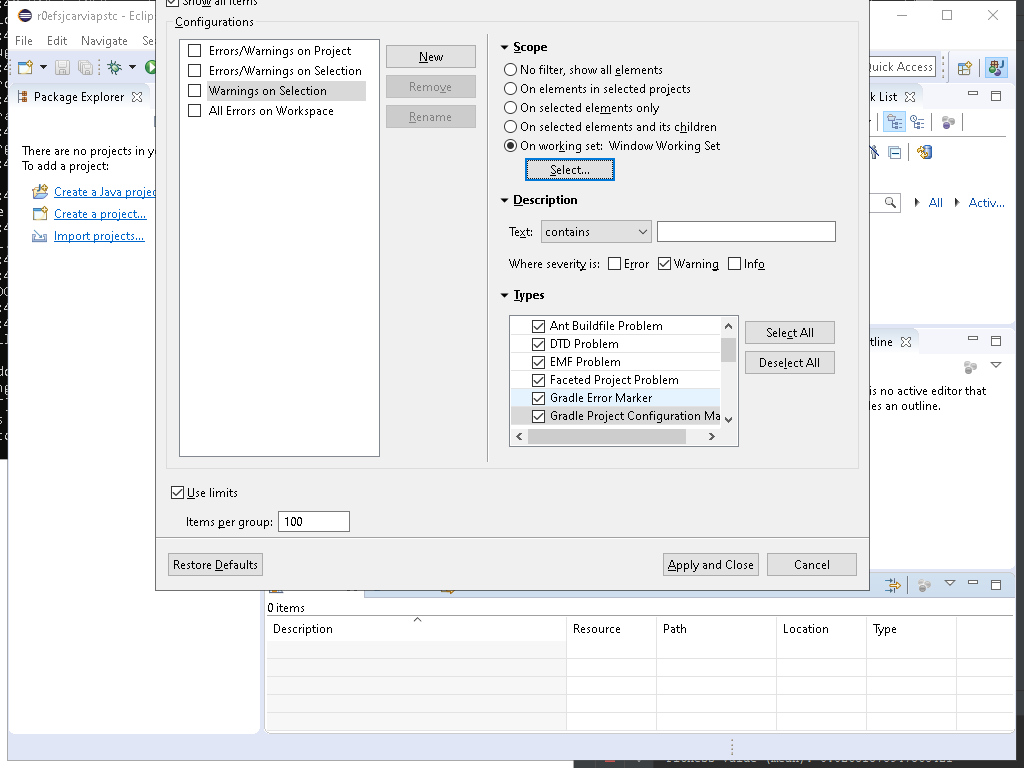 Show all items
r0efsjcarviapstc - Eclips
Configurations
File Edit Navigate Se
Errors/Warnings on Project
Errors/Warnings on Selection
Warnings on Selection
All Errors on Workspace
New
Remove
Rename
Scope
No filter, show all elements
On elements in selected projects
On selected elements only
On selected elements and its children
On working set: Window Working Set
Select...
Description
Text: contains
Where severity is: Error Warning Info
Types
Ant Buildfile Problem
DTD Problem
EMF Problem
Faceted Project Problem
Gradle Error Marker
Gradle Project Configuration Ma
Select All
Deselect All
Use limits
Items per group: 100
Restore Defaults
Apply and Close
Cancel
Quick Access
Package Explorer
There are no projects in y
To add a project:
Create a Java projec
Create a project...
Import projects...
k List
All Activ...
tline
is no active editor that
des an outline.
0 items
Description Resource Path Location Type